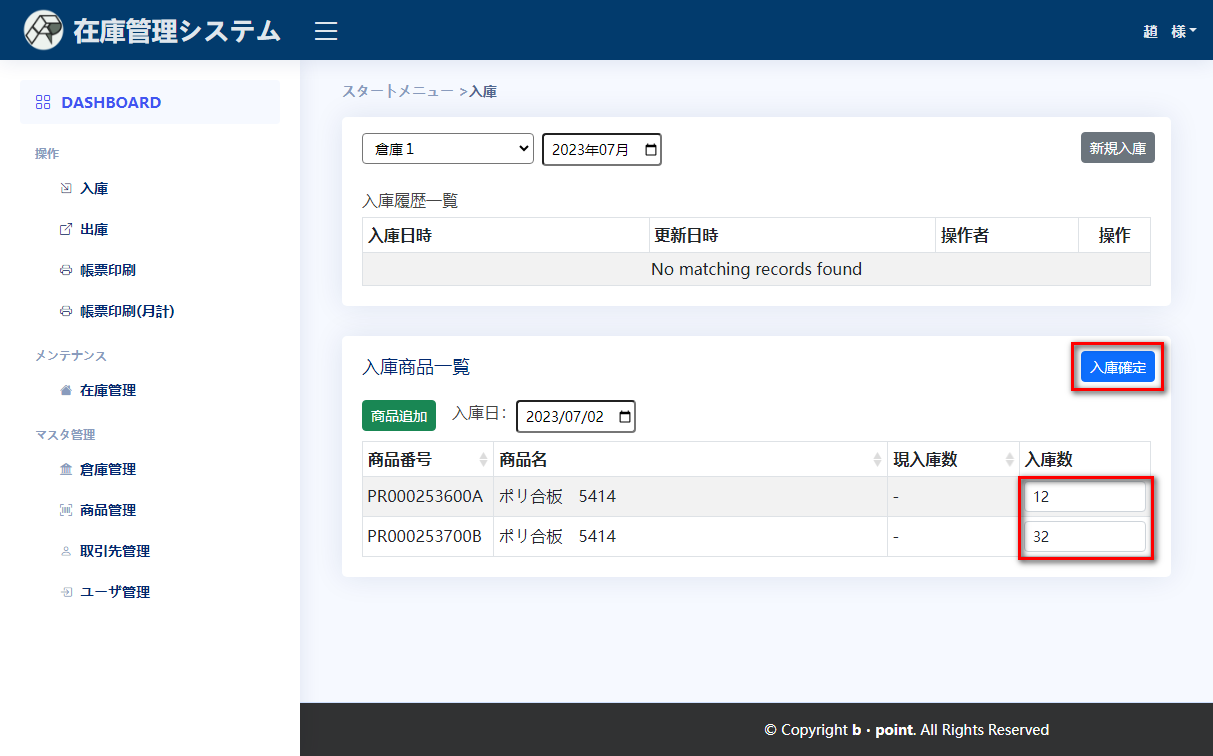 在庫管理システム
趙 様
DASHBOARD
操作
入庫
出庫
帳票印刷
帳票印刷(月計)
メンテナンス
在庫管理
マスタ管理
倉庫管理
商品管理
取引先管理
ユーザ管理
スタートメニュー >入庫
倉庫1 2023年07月 新規入庫
入庫履歴一覧
入庫日時 更新日時 操作者 操作
No matching records found
入庫商品一覧 入庫確定
商品追加 入庫日: 2023/07/02
商品番号 商品名 現入庫数 入庫数
PR000253600A ポリ合板 5414 - 12
PR000253700B ポリ合板 5414 - 32
© Copyright b・point. All Rights Reserved